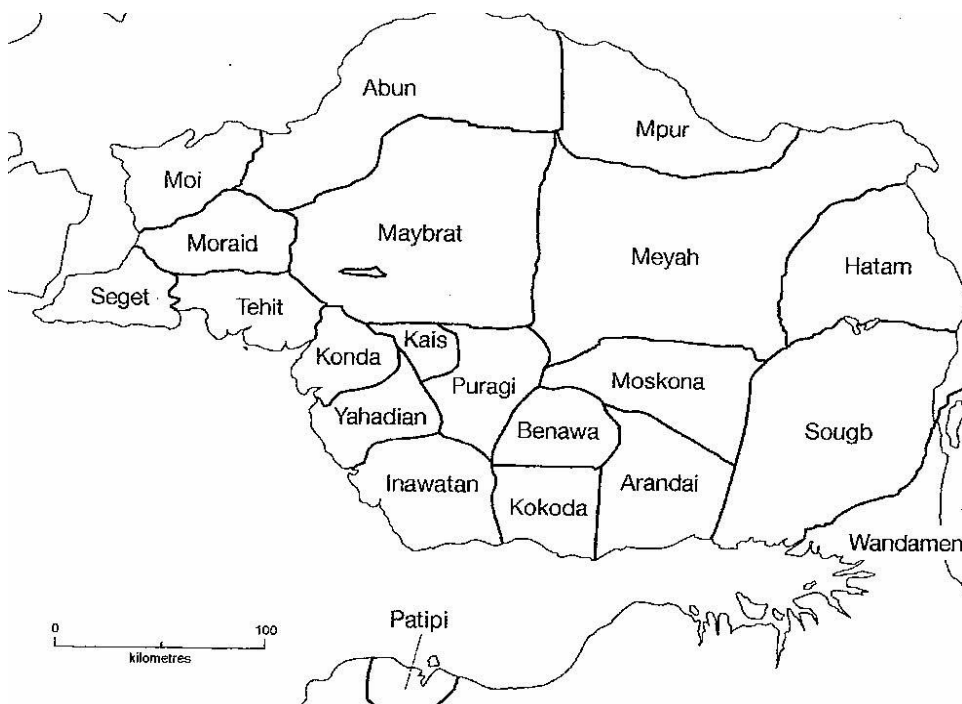 Abun
Mpur
Moi
Maybrat
Moraid
Meyah
Hatam
Seget
Tehit
Kais
Konda
Puragi
Moskona
Yahadian
Benawa
Sougb
Inawatan
Kokoda
Arandai
Wandamen
Patipi
0 100
kilometres